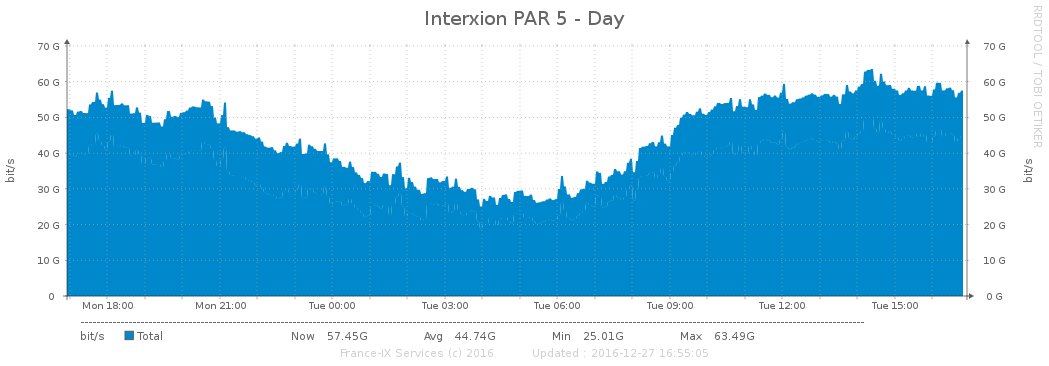 Interxion PAR 5 - Day
RRDTOOL / TOBI OETIKER
70 G 70 G
60 G 60 G
50 G 50 G
40 G 40 G
30 G 30 G
20 G 20 G
10 G 10 G
0 0 G
bit/s bit/s
Mon 18:00 Mon 21:00 Tue 00:00 Tue 03:00 Tue 06:00 Tue 09:00 Tue 12:00 Tue 15:00
bit/s Total Now 57.45G Avg 44.74G Min 25.01G Max 63.49G
France-IX Services (c) 2016 Updated : 2016-12-27 16:55:05